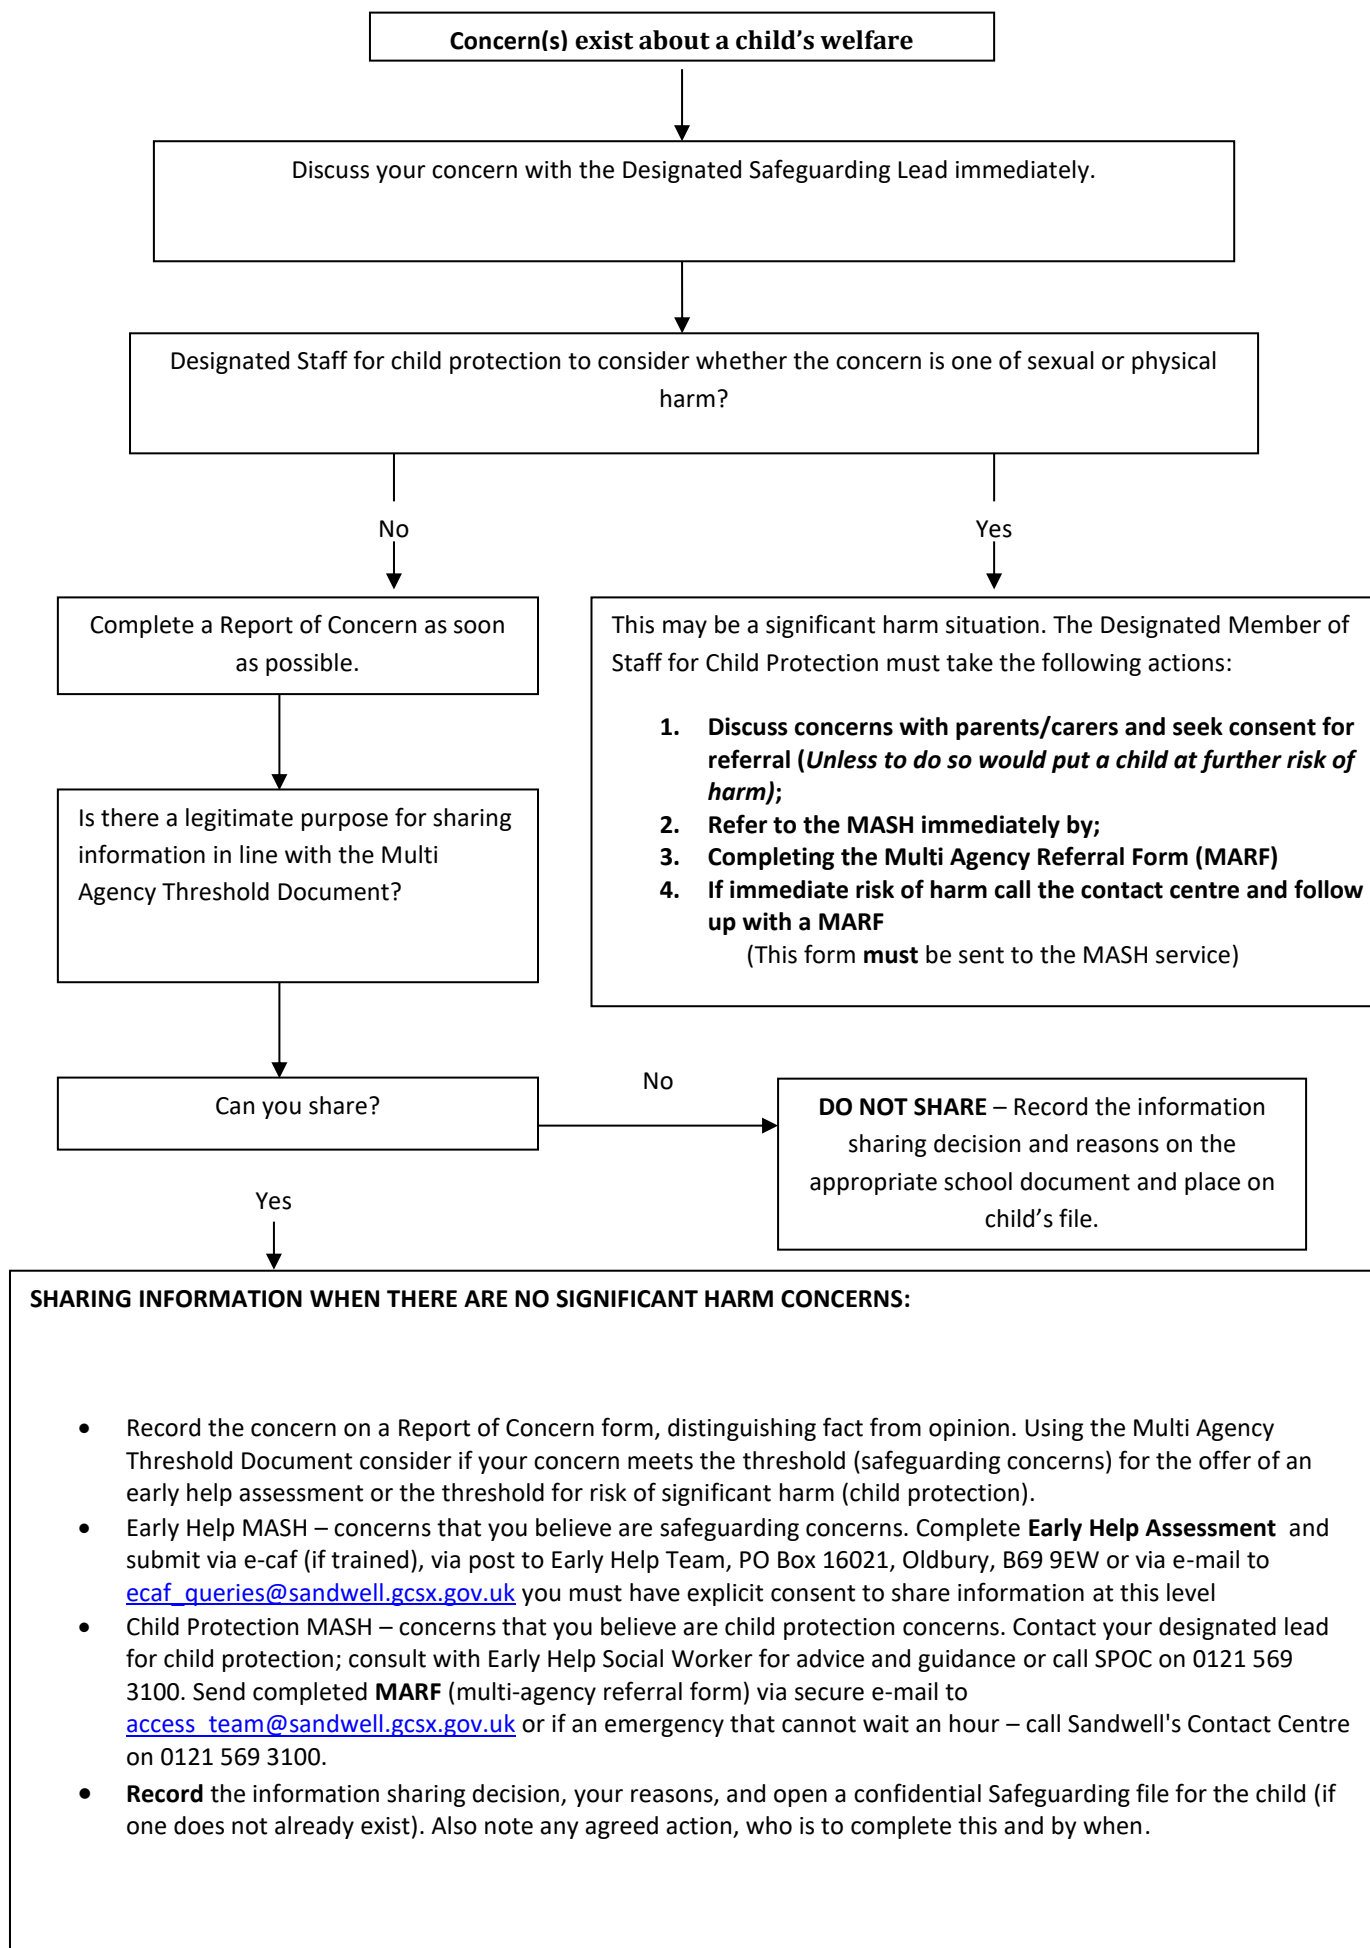 Concern(s) exist about a child’s welfare
Discuss your concern with the Designated Safeguarding Lead immediately.
Designated Staff for child protection to consider whether the concern is one of sexual or physical
harm?
No
Yes
Complete a Report of Concern as soon
as possible.
Is there a legitimate purpose for sharing
information in line with the Multi
Agency Threshold Document?
This may be a significant harm situation. The Designated Member of
Staff for Child Protection must take the following actions:
1. Discuss concerns with parents/carers and seek consent for
referral (Unless to do so would put a child at further risk of
harm);
2. Refer to the MASH immediately by;
3. Completing the Multi Agency Referral Form (MARF)
4. If immediate risk of harm call the contact centre and follow
up with a MARF
(This form must be sent to the MASH service)
Can you share?
No
DO NOT SHARE – Record the information
sharing decision and reasons on the
appropriate school document and place on
child’s file.
Yes
SHARING INFORMATION WHEN THERE ARE NO SIGNIFICANT HARM CONCERNS:
• Record the concern on a Report of Concern form, distinguishing fact from opinion. Using the Multi Agency
Threshold Document consider if your concern meets the threshold (safeguarding concerns) for the offer of an
early help assessment or the threshold for risk of significant harm (child protection).
• Early Help MASH – concerns that you believe are safeguarding concerns. Complete Early Help Assessment and
submit via e-caf (if trained), via post to Early Help Team, PO Box 16021, Oldbury, B69 9EW or via e-mail to
ecaf_queries@sandwell.gcsx.gov.uk you must have explicit consent to share information at this level
• Child Protection MASH – concerns that you believe are child protection concerns. Contact your designated lead
for child protection; consult with Early Help Social Worker for advice and guidance or call SPOC on 0121 569
3100. Send completed MARF (multi-agency referral form) via secure e-mail to
access_team@sandwell.gcsx.gov.uk or if an emergency that cannot wait an hour – call Sandwell's Contact Centre
on 0121 569 3100.
• Record the information sharing decision, your reasons, and open a confidential Safeguarding file for the child (if
one does not already exist). Also note any agreed action, who is to complete this and by when.